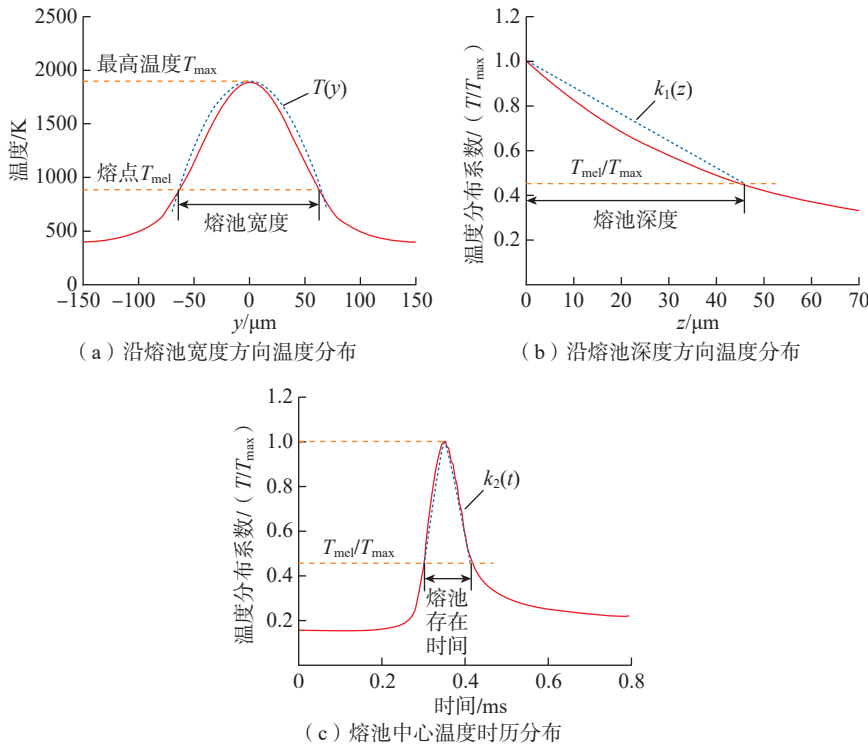 2500
2000
1500
1000
500
0
温度/K
最高温度Tmax
T(y)
熔点Tmel
熔池宽度
−150
−100
−50
0
50
100
150
y/μm
（a）沿熔池宽度方向温度分布
1.2
1.0
0.8
0.6
0.4
0.2
温度分布系数/（T/Tmax）
k1(z)
Tmel/Tmax
熔池深度
0
10
20
30
40
50
60
70
z/μm
（b）沿熔池深度方向温度分布
1.2
1.0
0.8
0.6
0.4
0.2
温度分布系数/（T/Tmax）
k2(t)
Tmel/Tmax
熔池
存在
时间
0
0.2
0.4
0.6
0.8
时间/ms
（c）熔池中心温度时历分布